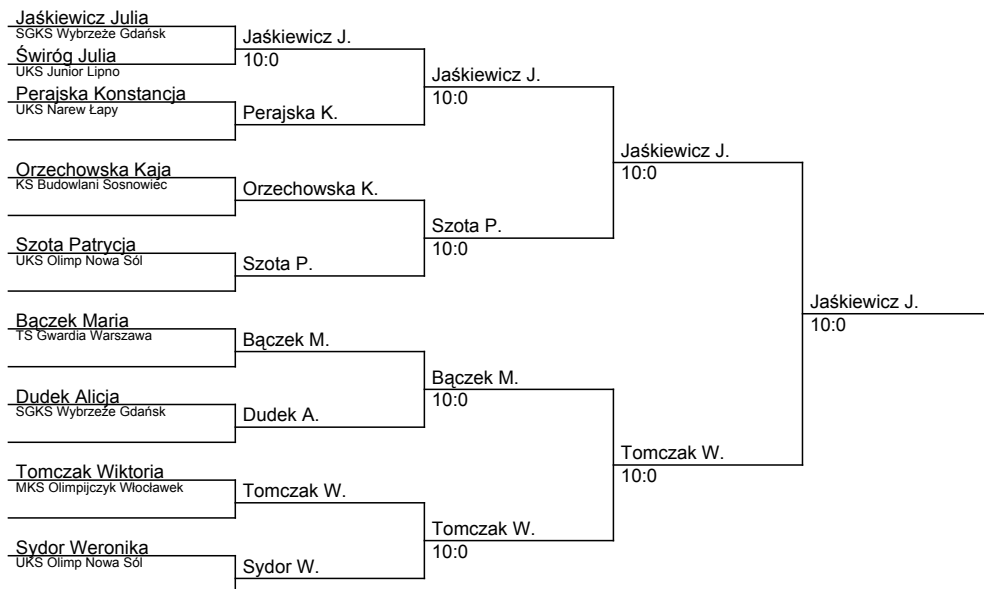 Jaśkiewicz Julia
SGKS Wybrzeże Gdańsk
Świróg Julia
UKS Junior Lipno
Perajska Konstancja
UKS Narew Łapy
Orzechowska Kaja
KS Budowlani Sosnowiec
Szota Patrycja
UKS Olimp Nowa Sól
Bączek Maria
TS Gwardia Warszawa
Dudek Alicja
SGKS Wybrzeże Gdańsk
Tomczak Wiktoria
MKS Olimpijczyk Włocławek
Sydor Weronika
UKS Olimp Nowa Sól
Jaśkiewicz J.
10:0
Perajska K.
Orzechowska K.
Szota P.
Bączek M.
Dudek A.
Tomczak W.
Sydor W.
Jaśkiewicz J.
10:0
Szota P.
10:0
Bączek M.
10:0
Tomczak W.
10:0
Jaśkiewicz J.
10:0
Tomczak W.
10:0
Jaśkiewicz J.
10:0